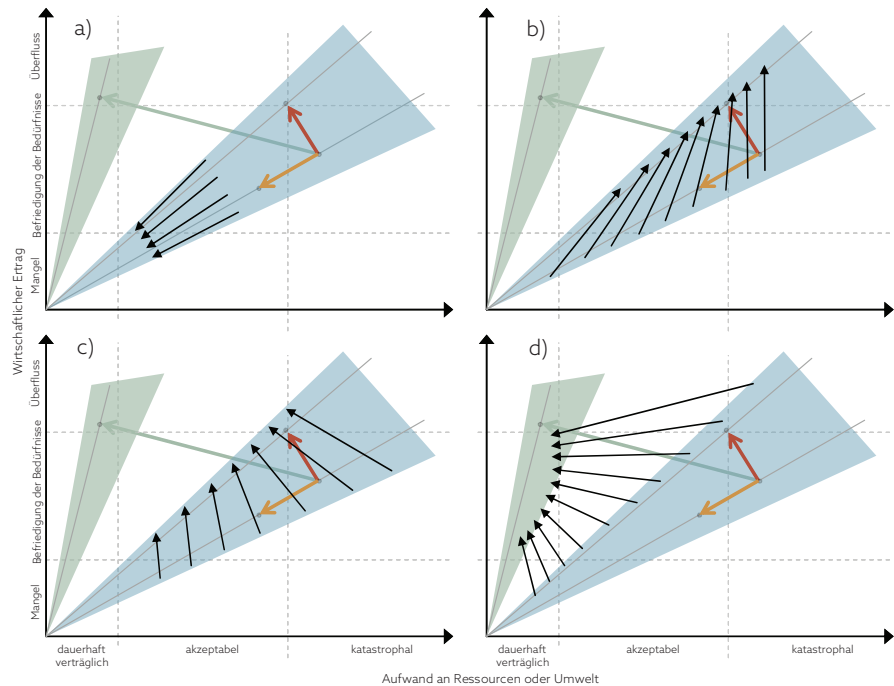 a)
b)
Überfluss
Befriedigung der Bedürfnisse
Mangel
Wirtschaftlicher Ertrag
c)
d)
Überfluss
Befriedigung der Bedürfnisse
Mangel
dauerhaft
verträglich
akzeptabel
katastrophal
dauerhaft
verträglich
akzeptabel
katastrophal
Aufwand an Ressourcen oder Umwelt